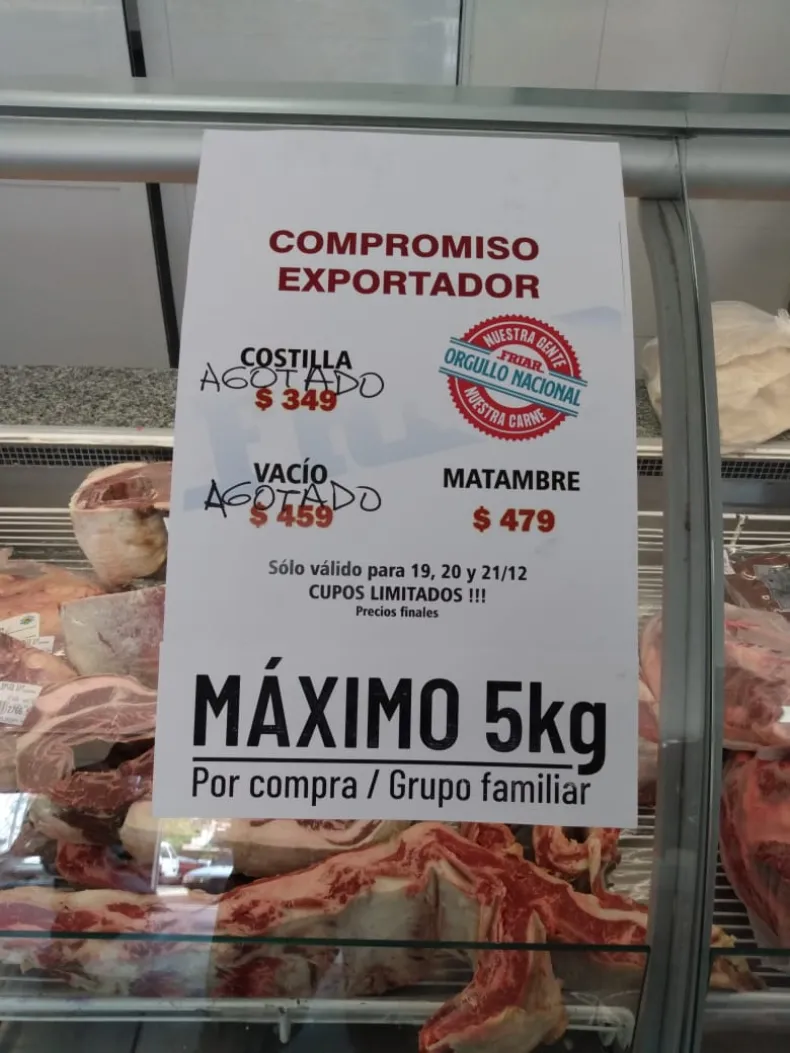 COMPROMISO
EXPORTADOR
COSTILLA
AGOTADO
$ 349
NUESTRA GENTE
FRIAR
ORGULLO NACIONAL
NUESTRA CARNE
VACÍO
AGOTADO
$ 459
MATAMBRE
$ 479
Sólo válido para 19, 20 y 21/12
CUPOS LIMITADOS !!!
Precios finales
MÁXIMO 5kg
Por compra / Grupo familiar